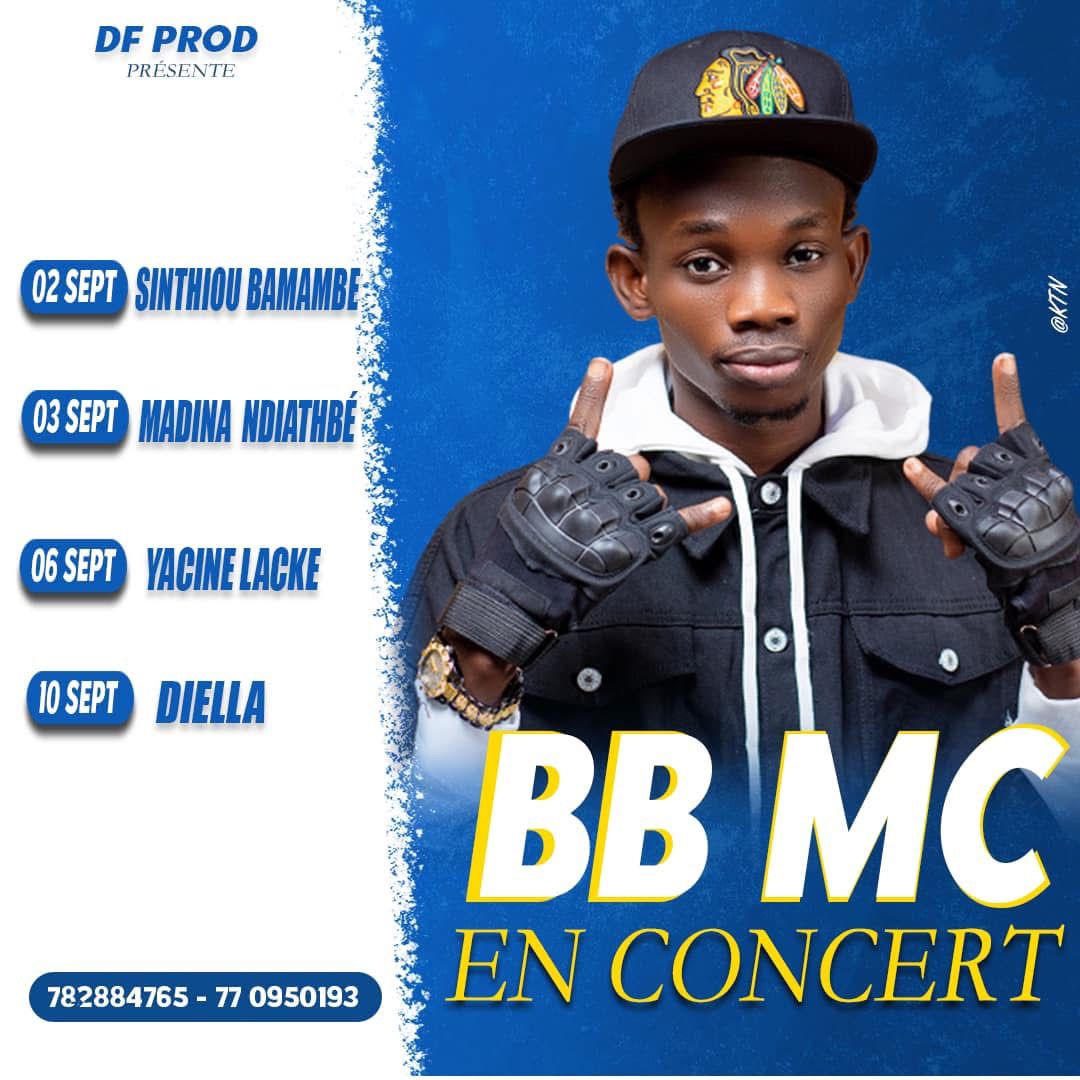 DF PROD
PRÉSENTE
02 SEPT SINTHIOU BAMAMBE
03 SEPT MADINA NDIATHBÉ
06 SEPT YACINE LACKE
10 SEPT DIELLA
782884765 - 77 0950193
@KTN
BB MC
EN CONCERT